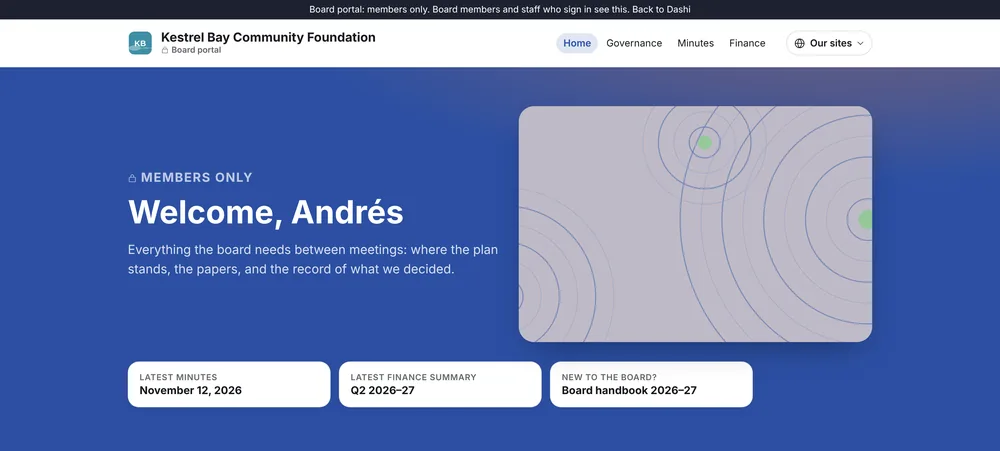 Board portal: members only. Board members and staff who sign in see this. Back to Dashi
KB
Kestrel Bay Community Foundation
Board portal
Home
Governance
Minutes
Finance
Our sites
MEMBERS ONLY
Welcome, Andrés
Everything the board needs between meetings: where the plan
stands, the papers, and the record of what we decided.
LATEST MINUTES
November 12, 2026
LATEST FINANCE SUMMARY
Q2 2026–27
NEW TO THE BOARD?
Board handbook 2026–27